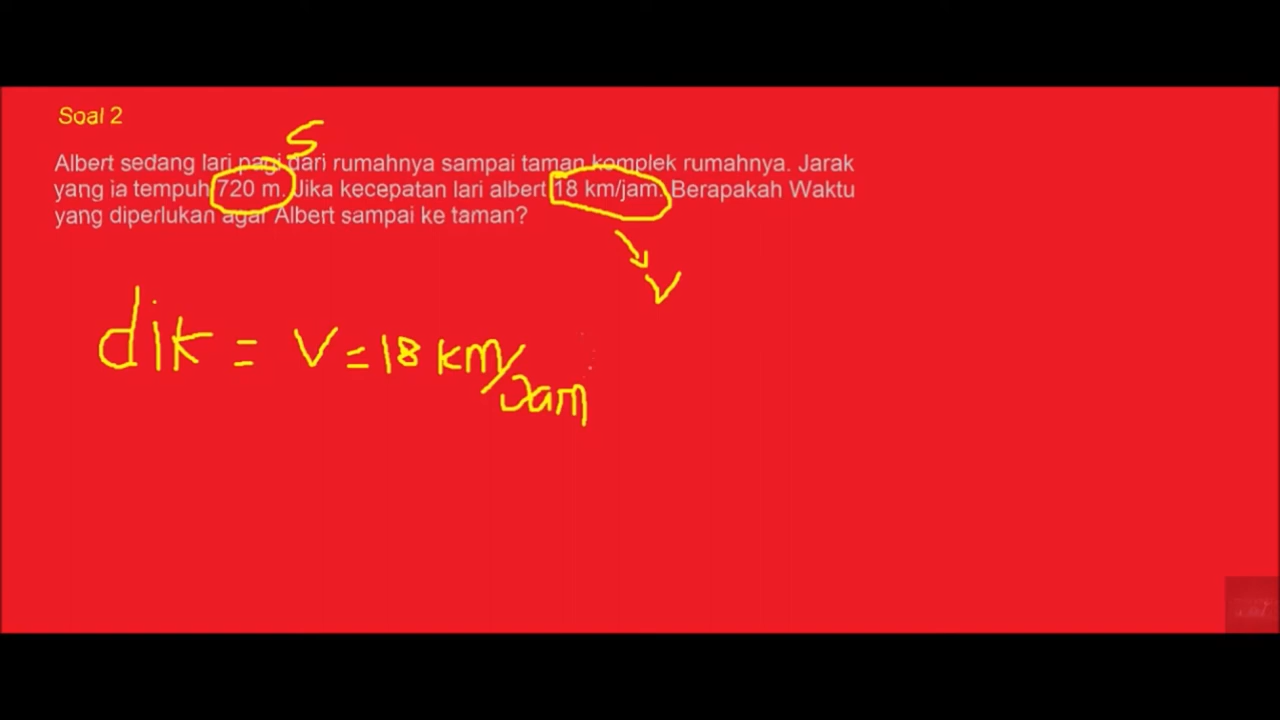 Soal 2
S
Albert sedang lari pagi dari rumahnya sampai taman komplek rumahnya. Jarak
yang ia tempuh 720 m. Jika kecepatan lari albert 18 km/jam. Berapakah Waktu
yang diperlukan agar Albert sampai ke taman?
V
dik = V = 18 km/Jam